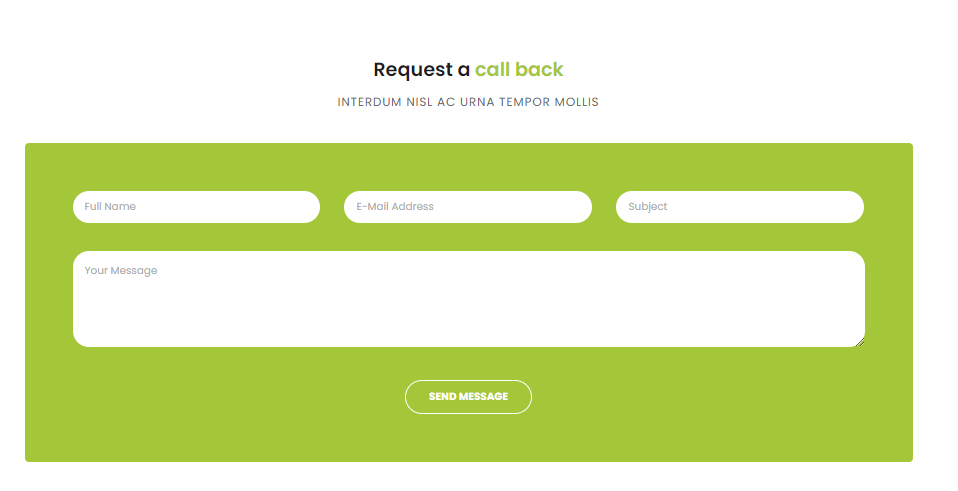 Request a call back
INTERDUM NISL AC URNA TEMPOR MOLLIS
Full Name
E-Mail Address
Subject
Your Message
SEND MESSAGE